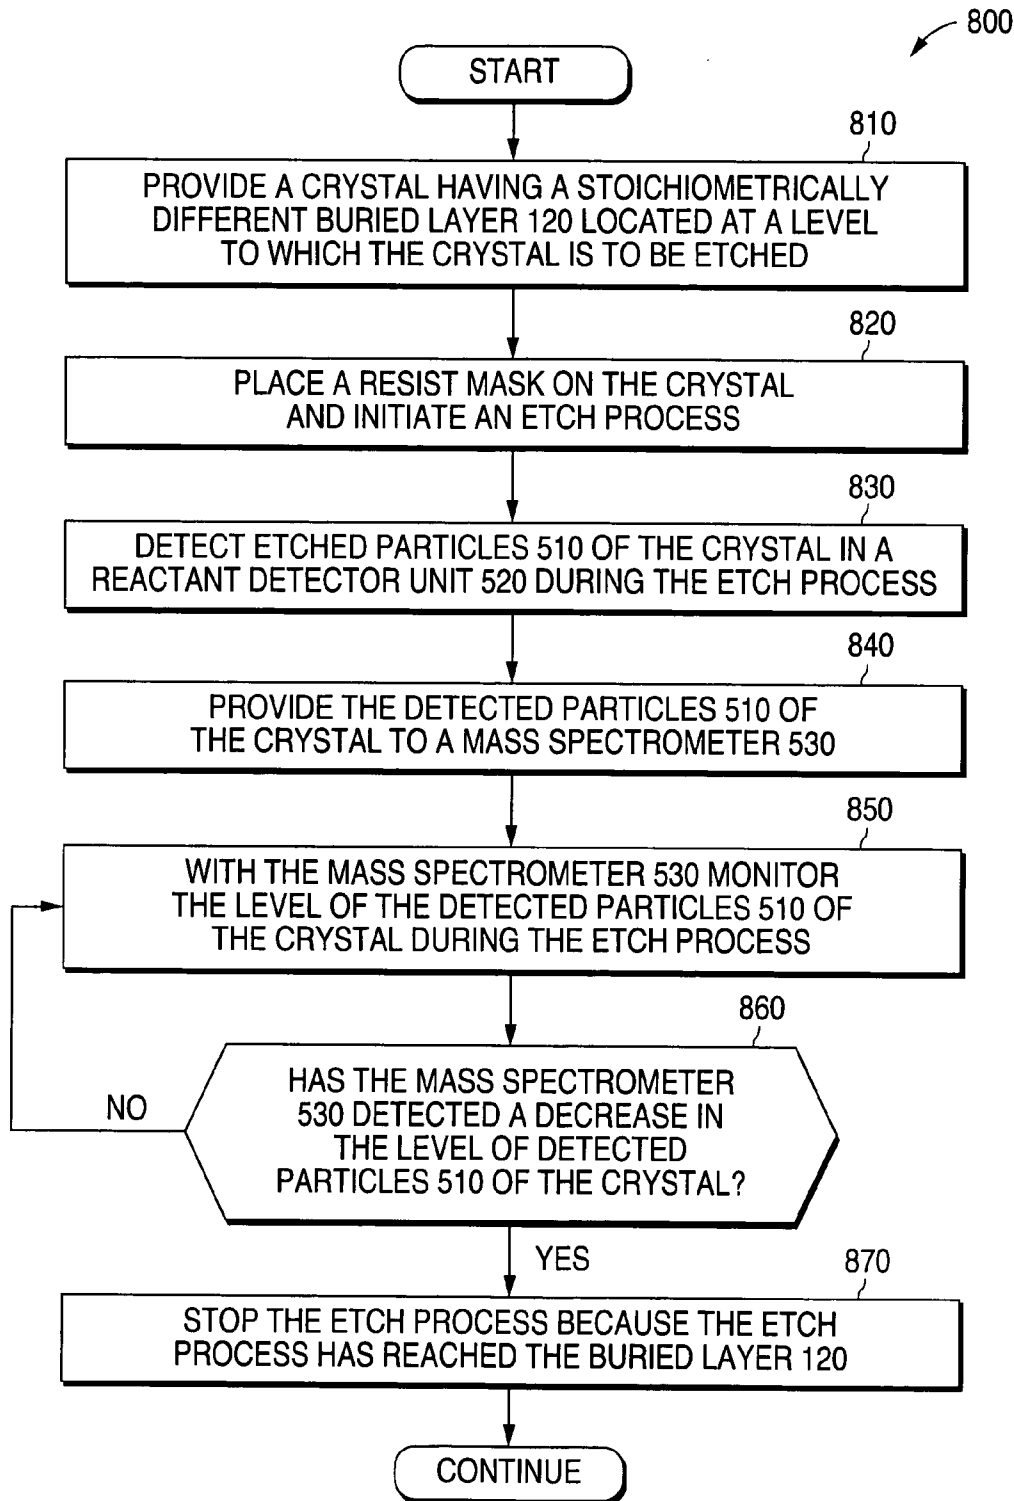 800
START
810
PROVIDE A CRYSTAL HAVING A STOICHIOMETRICALLY
DIFFERENT BURIED LAYER 120 LOCATED AT A LEVEL
TO WHICH THE CRYSTAL IS TO BE ETCHED
820
PLACE A RESIST MASK ON THE CRYSTAL
AND INITIATE AN ETCH PROCESS
830
DETECT ETCHED PARTICLES 510 OF THE CRYSTAL IN A
REACTANT DETECTOR UNIT 520 DURING THE ETCH PROCESS
840
PROVIDE THE DETECTED PARTICLES 510 OF
THE CRYSTAL TO A MASS SPECTROMETER 530
850
WITH THE MASS SPECTROMETER 530 MONITOR
THE LEVEL OF THE DETECTED PARTICLES 510 OF
THE CRYSTAL DURING THE ETCH PROCESS
860
HAS THE MASS SPECTROMETER
530 DETECTED A DECREASE IN
THE LEVEL OF DETECTED
PARTICLES 510 OF THE CRYSTAL?
NO
YES
870
STOP THE ETCH PROCESS BECAUSE THE ETCH
PROCESS HAS REACHED THE BURIED LAYER 120
CONTINUE